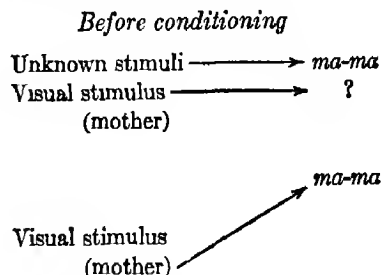 Before conditioning
Unknown stimuli ma-ma
Visual stimulus ?
(mother)
ma-ma
Visual stimulus
(mother)